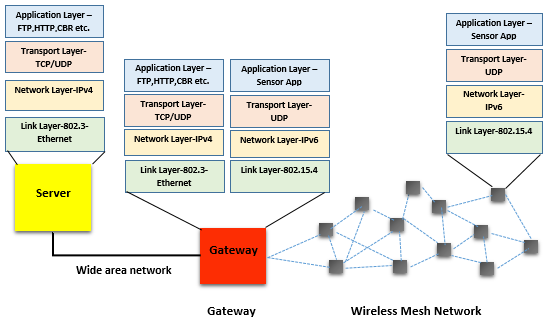 Application Layer –
FTP,HTTP,CBR etc.
Transport Layer-
TCP/UDP
Network Layer-IPv4
Link Layer-802.3-
Ethernet
Server
Application Layer –
FTP,HTTP,CBR etc.
Transport Layer-
TCP/UDP
Network Layer-IPv4
Link Layer-802.3-
Ethernet
Application Layer –
Sensor App
Transport Layer-
UDP
Network Layer-IPv6
Link Layer-802.15.4
Application Layer –
Sensor App
Transport Layer-
UDP
Network Layer-
IPv6
Link Layer-802.15.4
Gateway
Wide area network
Gateway
Wireless Mesh Network